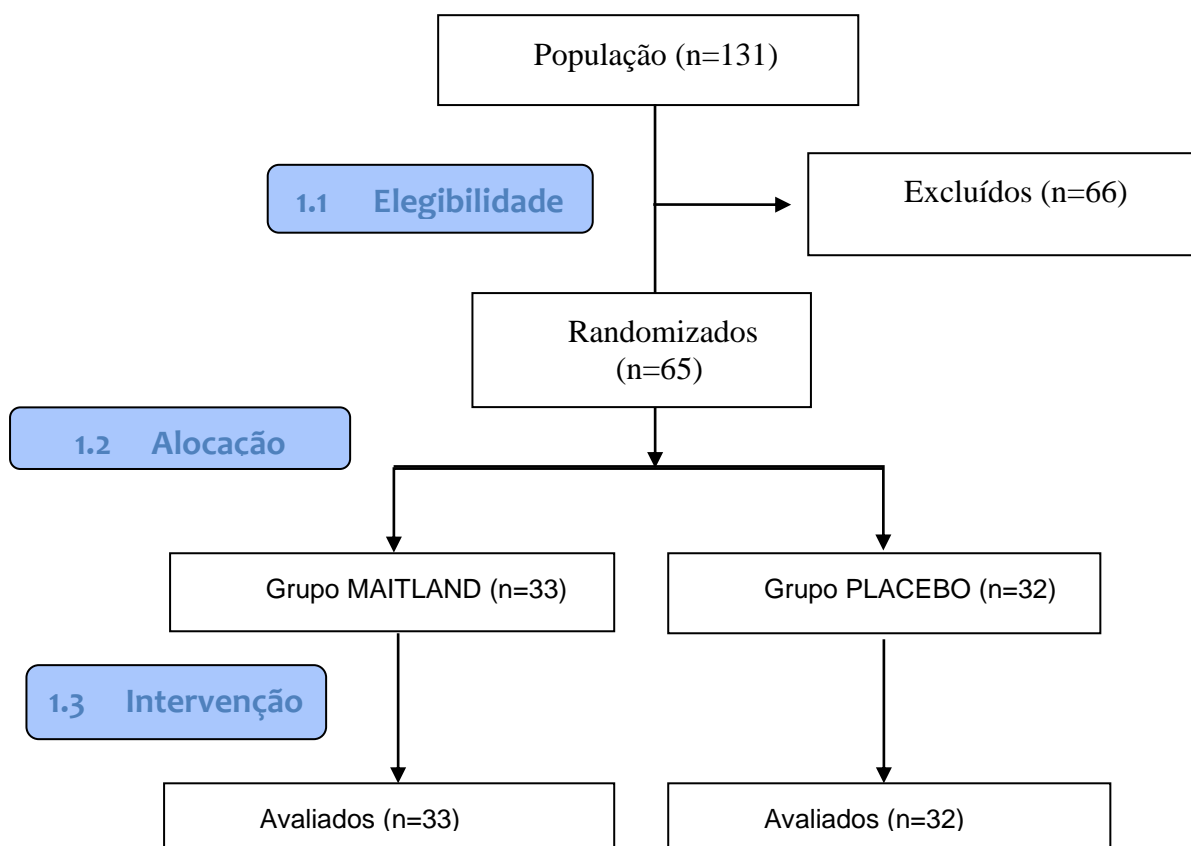 População (n=131)
1.1 Elegibilidade
Excluídos (n=66)
Randomizados
(n=65)
1.2 Alocação
Grupo MAITLAND (n=33)
Grupo PLACEBO (n=32)
1.3 Intervenção
Avaliados (n=33)
Avaliados (n=32)